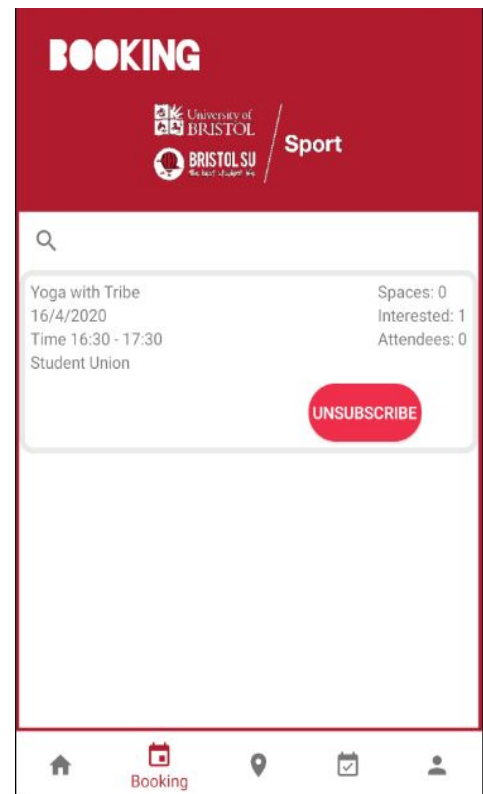 BOOKING
University of
BRISTOL
BRISTOL SU
Sport
Yoga with Tribe
16/4/2020
Time 16:30 - 17:30
Student Union
Spaces: 0
Interested: 1
Attendees: 0
UNSUBSCRIBE
Booking